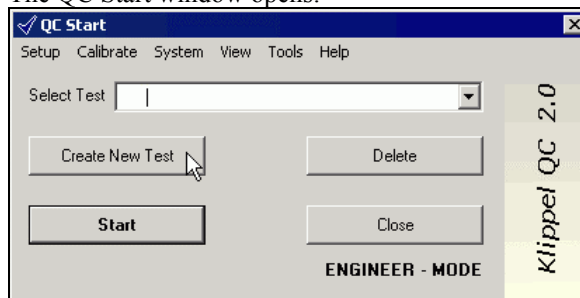 The QC Start window opens:
QC Start
Setup Calibrate System View Tools Help
Select Test
Create New Test
Delete
Start
Close
ENGINEER - MODE
Klippel QC 2.0